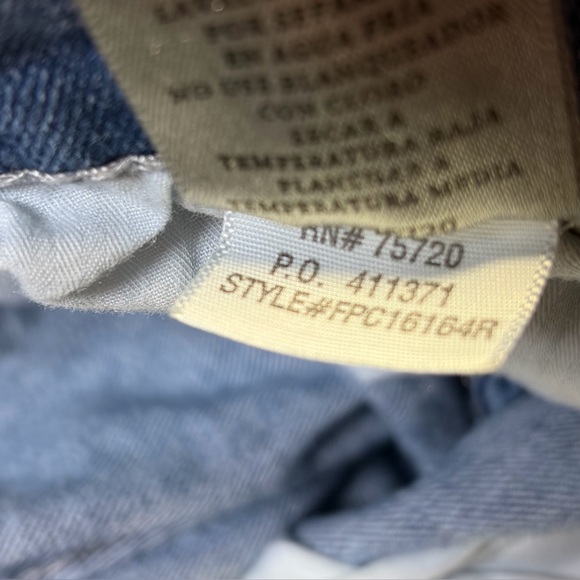 EN AGUA FRIA
NO USE BLANQUEADOR
CON CLORO
SECAR A
TEMPERATURA BAJA
PLANCHAR A
TEMPERATURA MEDIA
RN# 75720
P.O. 411371
STYLE#FPC16164R